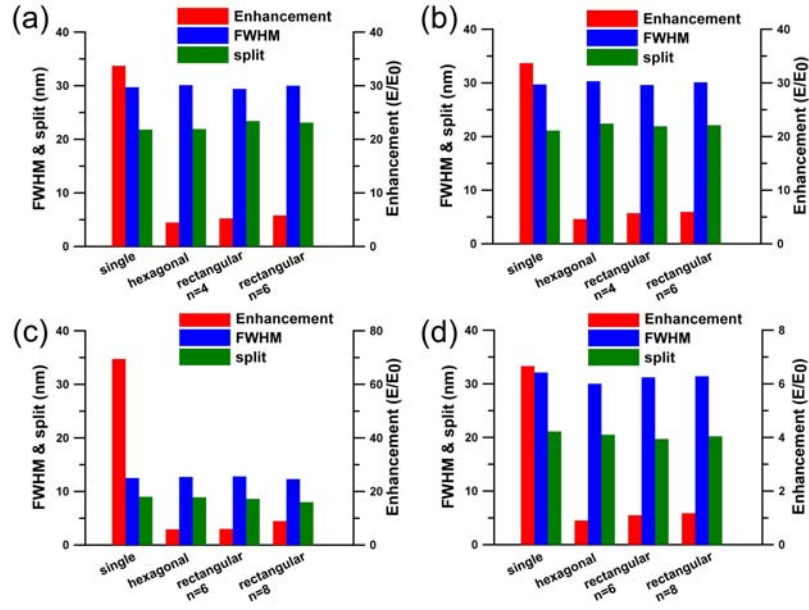 (a)
Enhancement
FWHM
split
FWHM & split (nm)
40
30
20
10
0
40
30
20
10
0
Enhancement (E/E0)
single
hexagonal
rectangular
n=4
rectangular
n=6
(b)
Enhancement
FWHM
split
FWHM & split (nm)
40
30
20
10
0
40
30
20
10
0
Enhancement (E/E0)
single
hexagonal
rectangular
n=4
rectangular
n=6
(c)
Enhancement
FWHM
split
FWHM & split (nm)
40
30
20
10
0
80
60
40
20
0
Enhancement (E/E0)
single
hexagonal
rectangular
n=6
rectangular
n=8
(d)
Enhancement
FWHM
split
FWHM & split (nm)
40
30
20
10
0
8
6
4
2
0
Enhancement (E/E0)
single
hexagonal
rectangular
n=6
rectangular
n=8